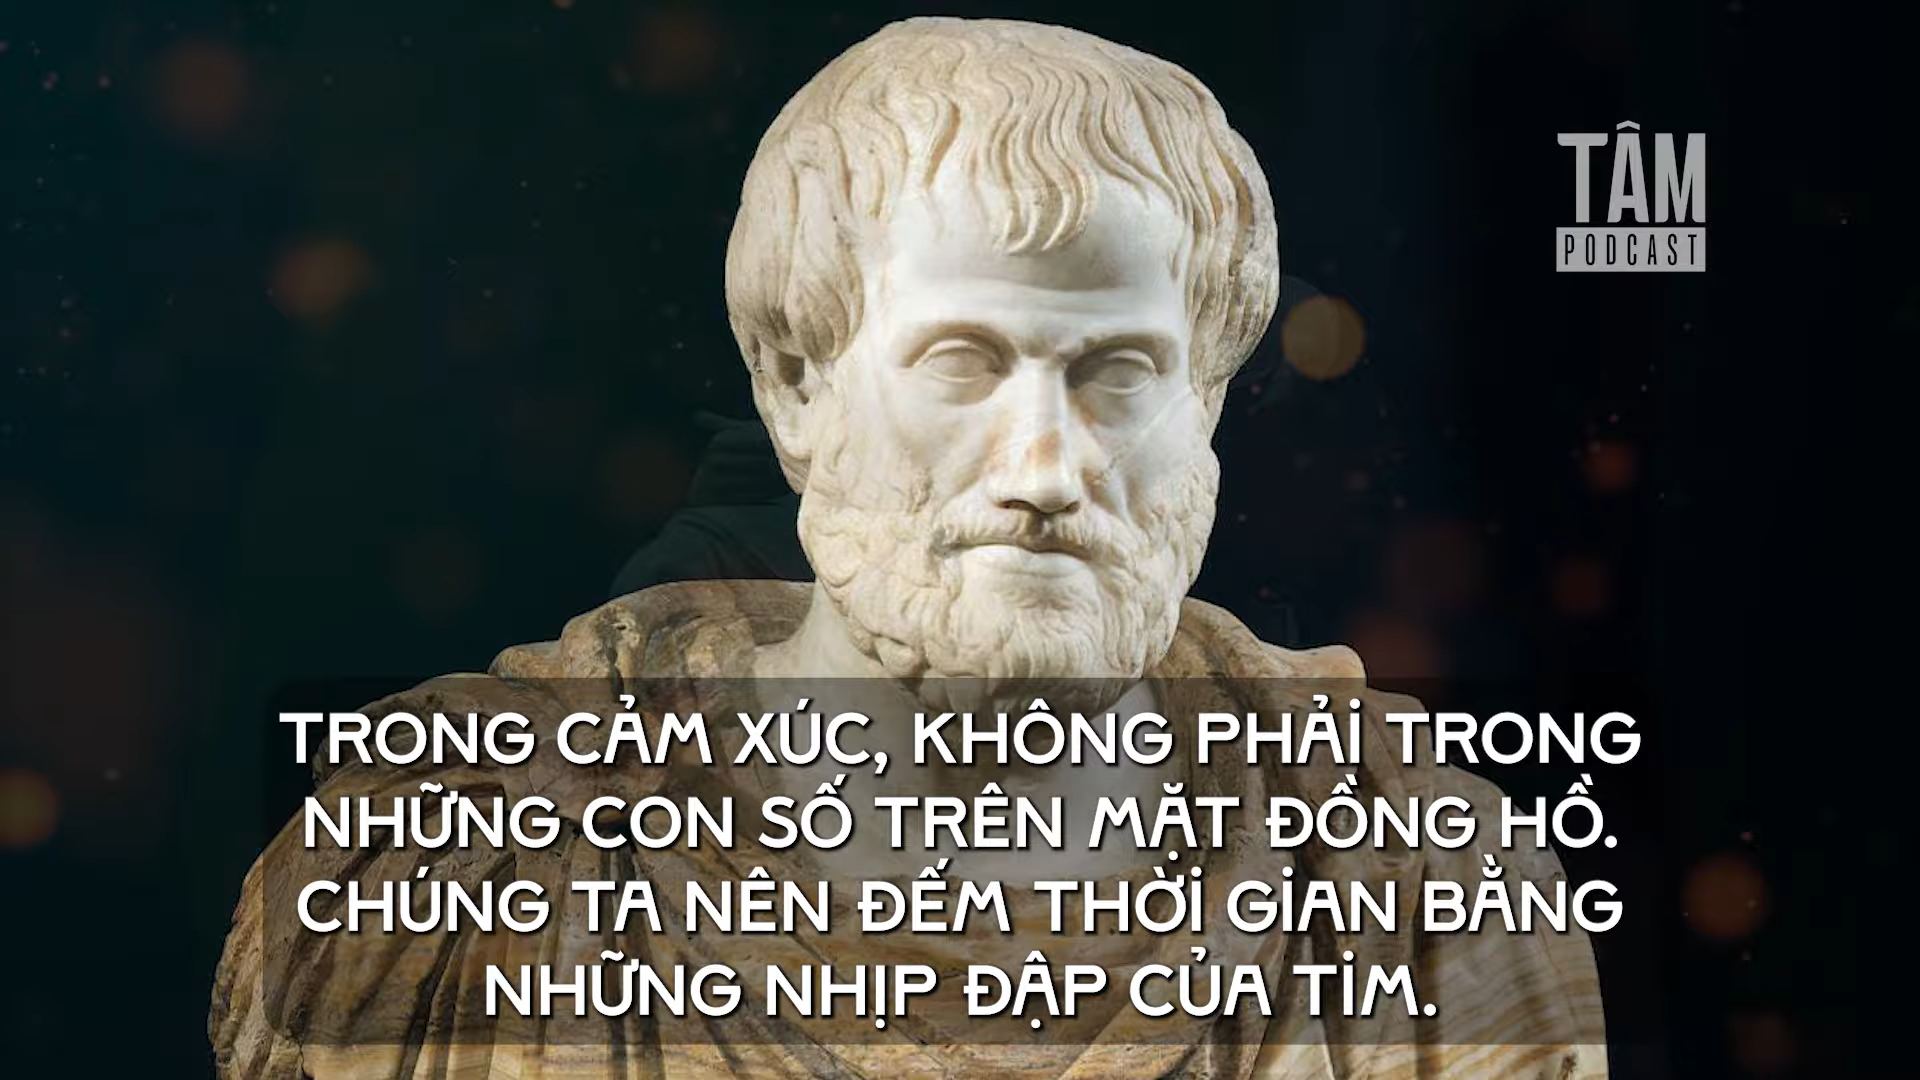 TÂM
PODCAST
TRONG CẢM XÚC, KHÔNG PHẢI TRONG
NHỮNG CON SỐ TRÊN MẶT ĐỒNG HỒ.
CHÚNG TA NÊN ĐẾM THỜI GIAN BẰNG
NHỮNG NHỊP ĐẬP CỦA TIM.